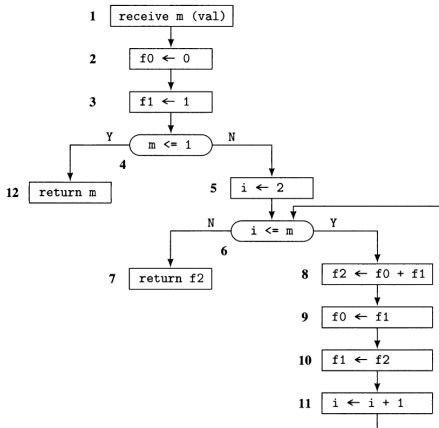 1 receive m (val)
2 f0 ← 0
3 f1 ← 1
Y m <= 1 N
4
12 return m
5 i ← 2
N i <= m Y
6
7 return f2
8 f2 ← f0 + f1
9 f0 ← f1
10 f1 ← f2
11 i ← i + 1